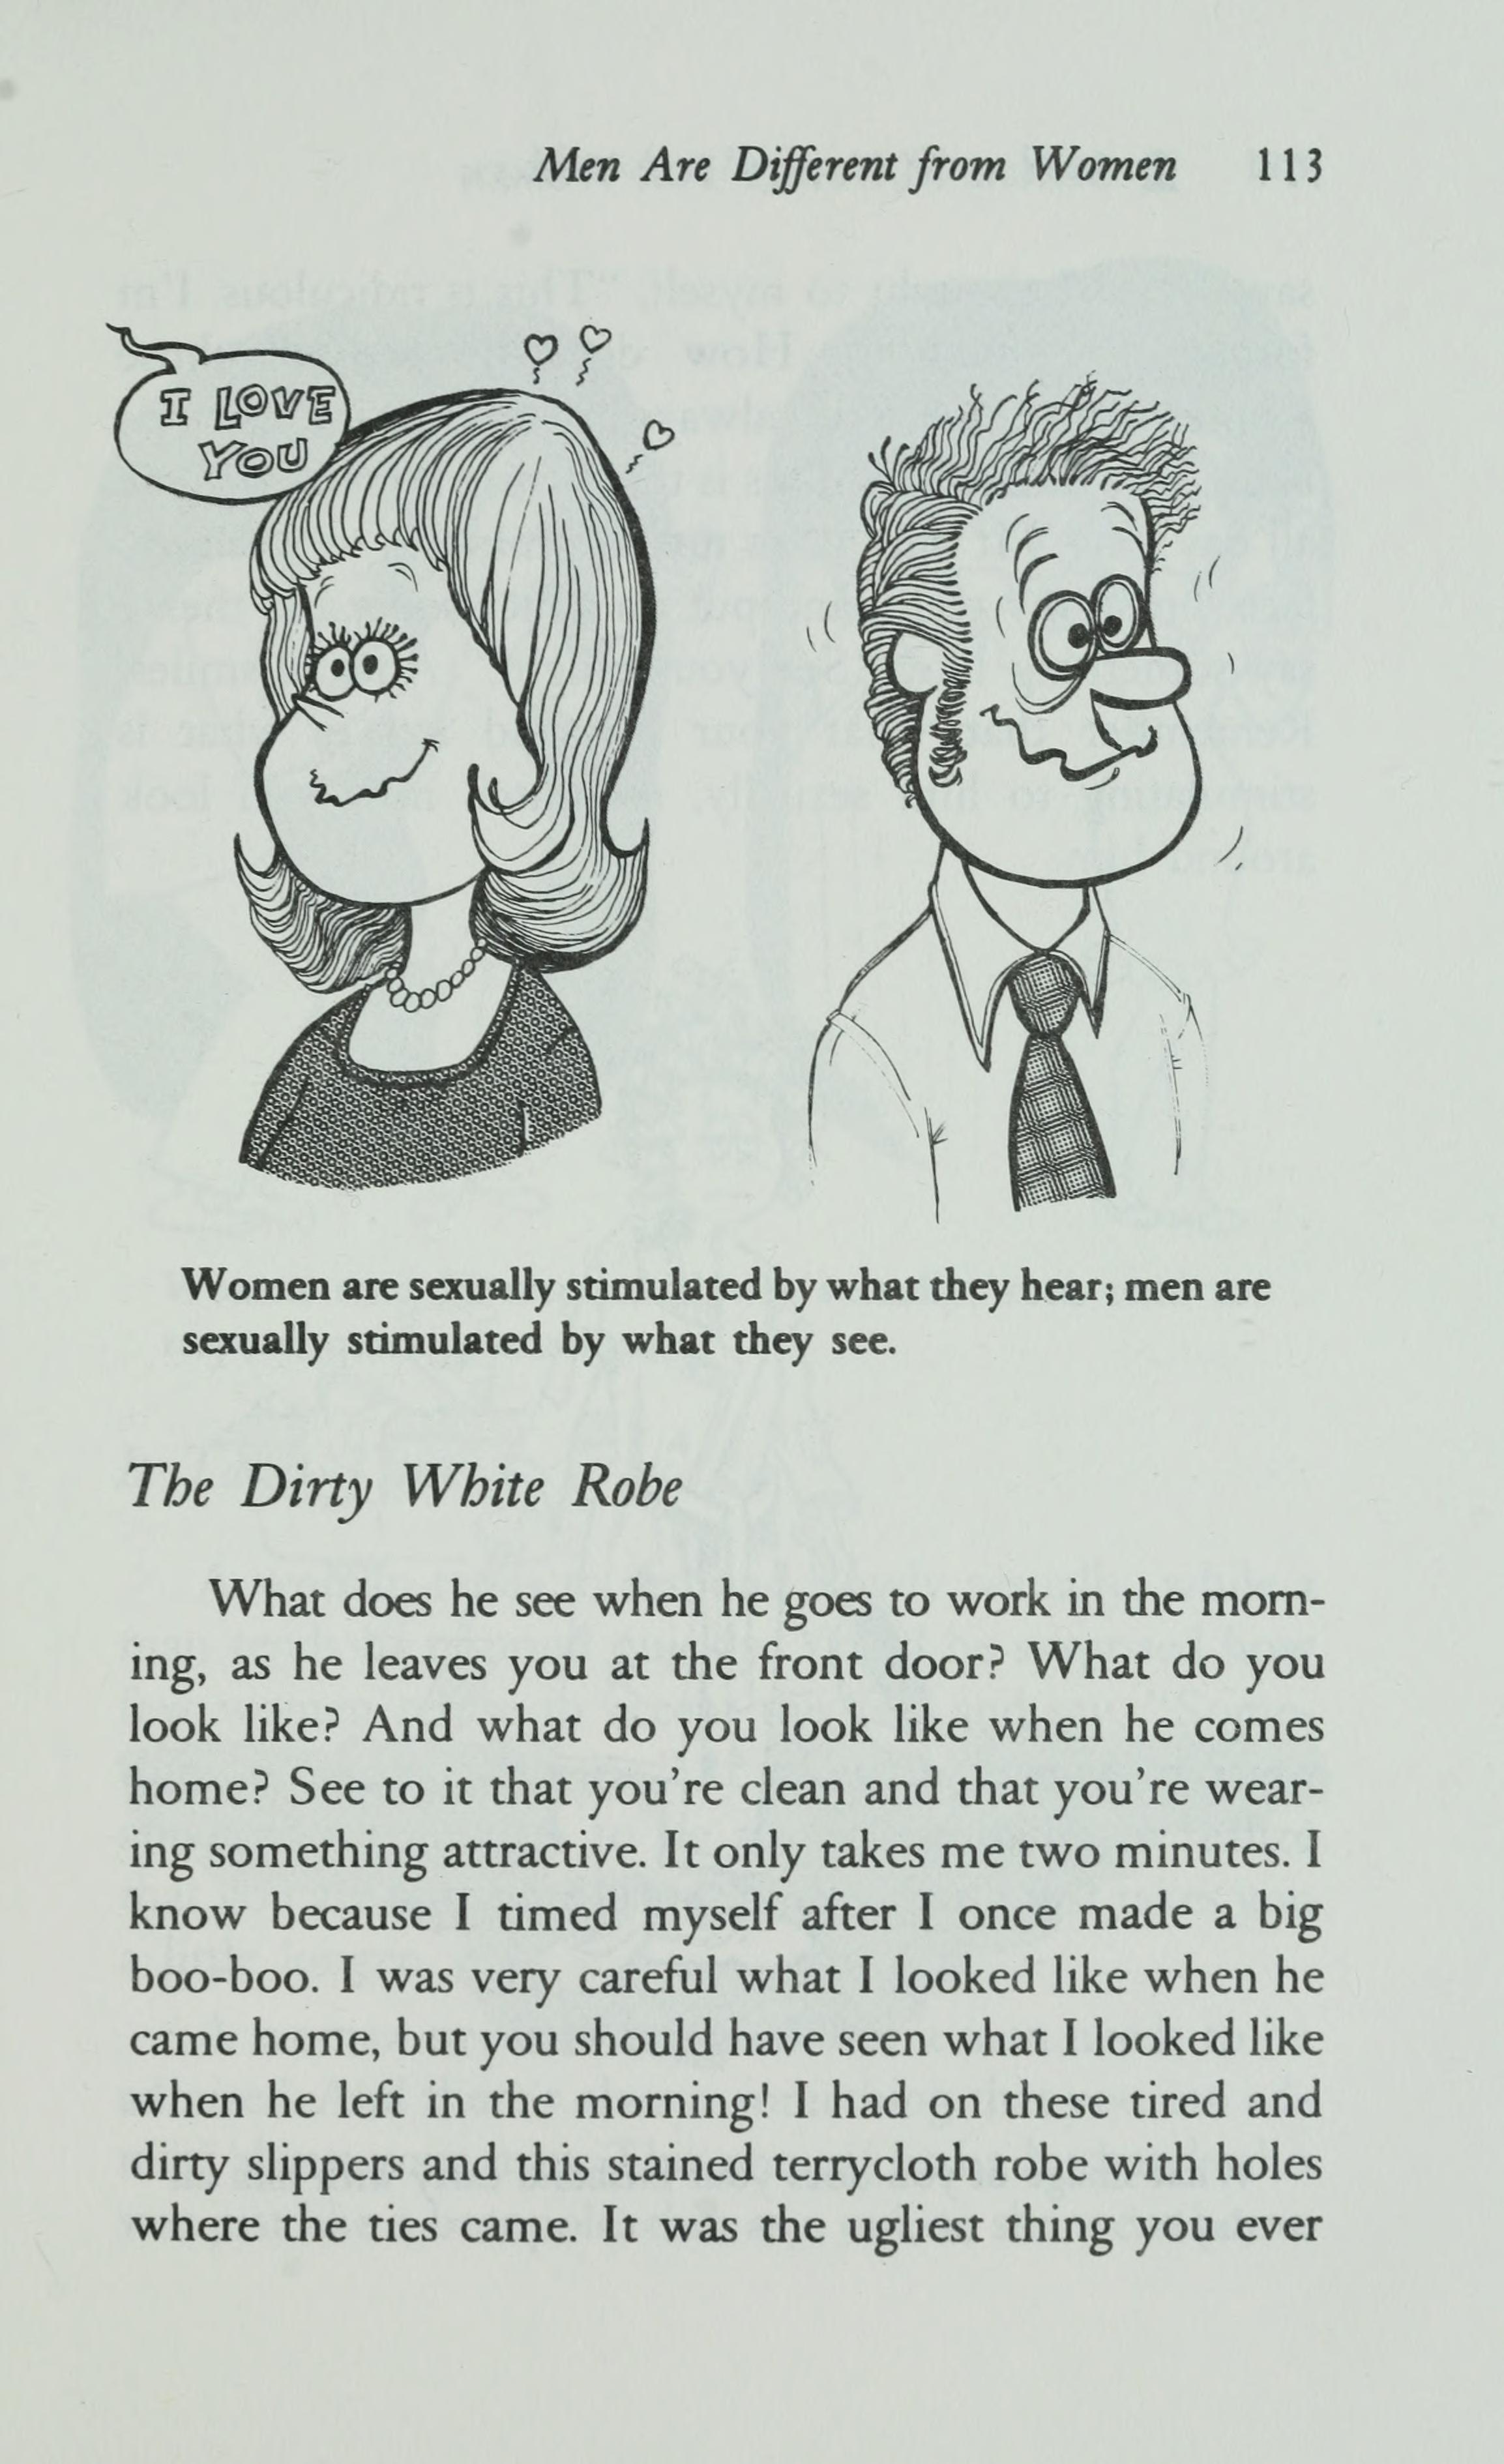 Men Are Different from Women 113
I LOVE
YOU
Women are sexually stimulated by what they hear; men are
sexually stimulated by what they see.
The Dirty White Robe
What does he see when he goes to work in the morn-
ing, as he leaves you at the front door? What do you
look like? And what do you look like when he comes
home? See to it that you're clean and that you're wear-
ing something attractive. It only takes me two minutes. I
know because I timed myself after I once made a big
boo-boo. I was very careful what I looked like when he
came home, but you should have seen what I looked like
when he left in the morning! I had on these tired and
dirty slippers and this stained terrycloth robe with holes
where the ties came. It was the ugliest thing you ever